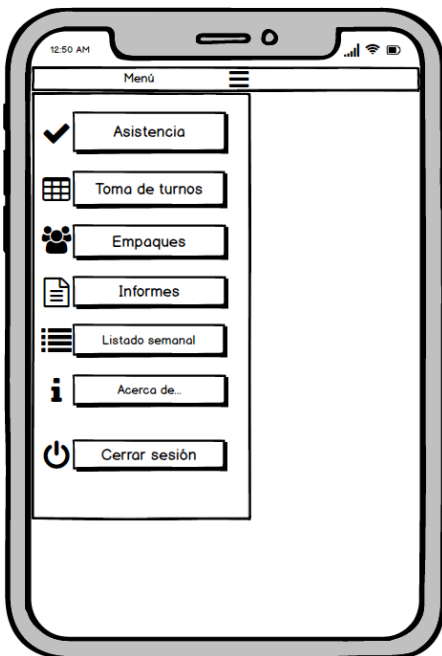 12:50 AM
Menú
Asistencia
Toma de turnos
Empaques
Informes
Listado semanal
Acerca de...
Cerrar sesión